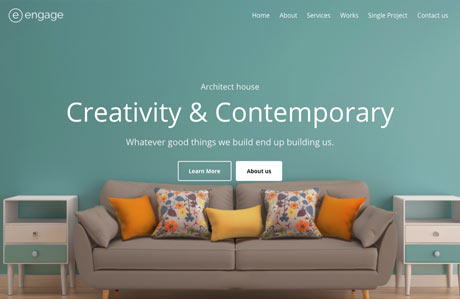 e engage
Home About Services Works Single Project Contact us
Architect house
Creativity & Contemporary
Whatever good things we build end up building us.
Learn More About us